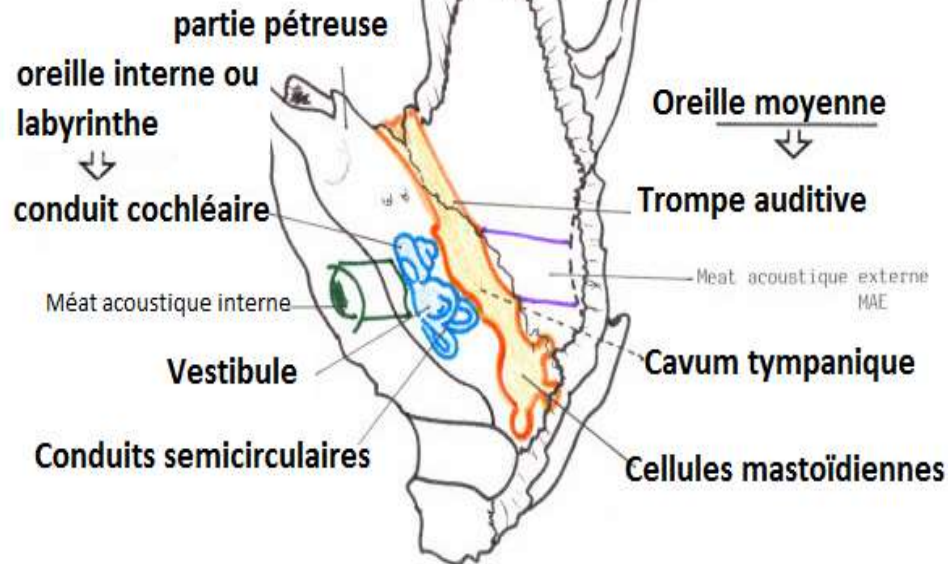 partie pétreuse
oreille interne ou
labyrinthe
conduit cochléaire
Méat acoustique interne
Vestibule
Conduits semicirculaires
Oreille moyenne
Trompe auditive
Meat acoustique externe
MAE
Cavum tympanique
Cellules mastoïdiennes